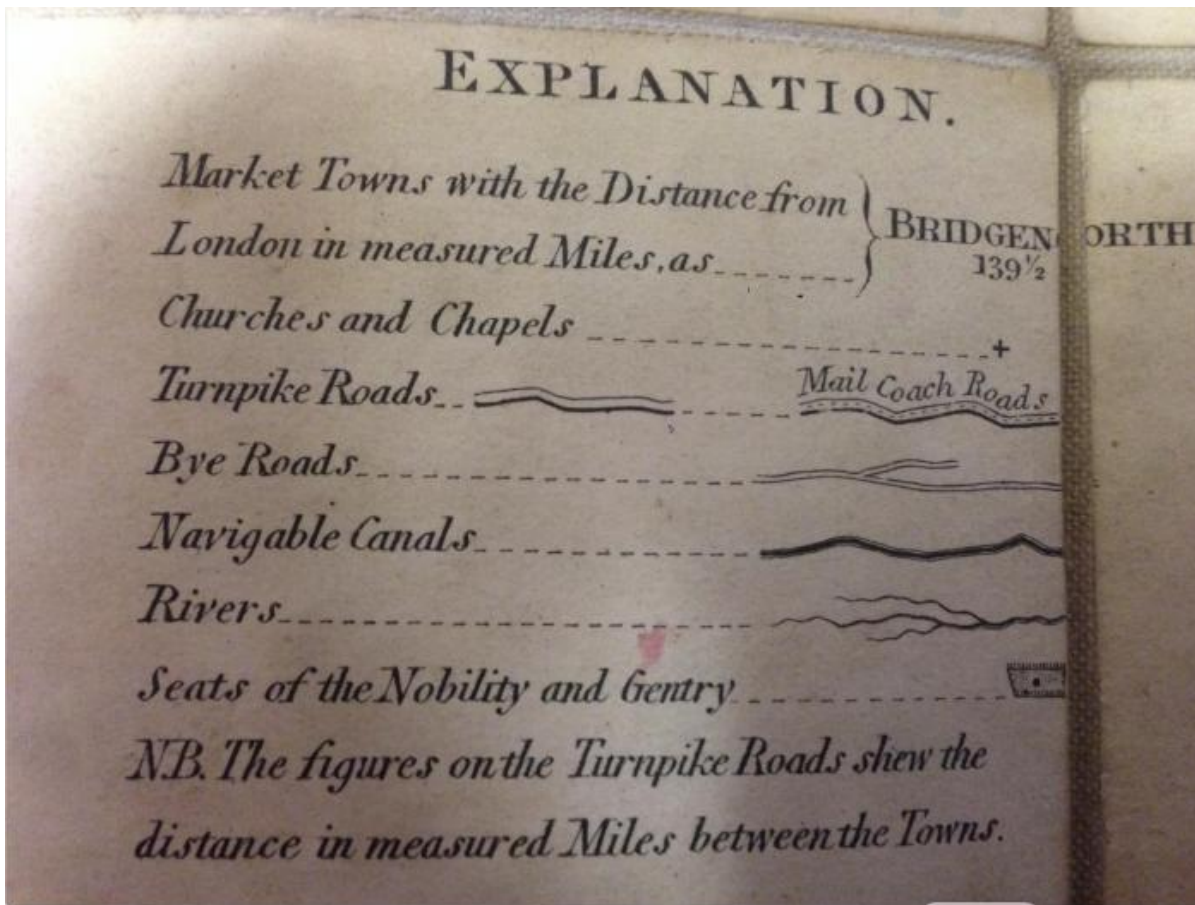 EXPLANATION.
Market Towns with the Distance from
London in measured Miles, as
BRIDGENORTH
139½
Churches and Chapels
Turnpike Roads
Mail Coach Roads
Bye Roads
Navigable Canals
Rivers
Seats of the Nobility and Gentry
N.B. The figures on the Turnpike Roads shew the
distance in measured Miles between the Towns.